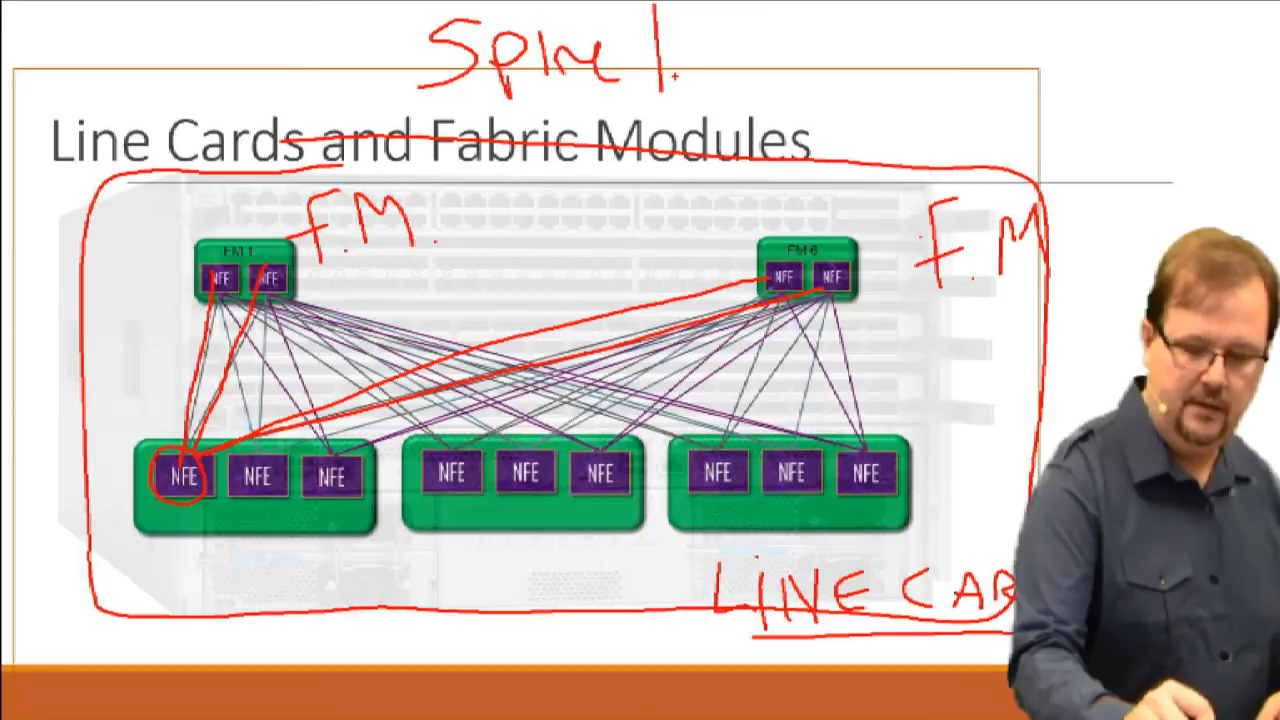 Spine 1
Line Cards and Fabric Modules
F.M. F.M
FM 1 FM 6
NFE NFE NFE NFE
NFE NFE NFE NFE NFE NFE NFE NFE NFE
LINE CAR